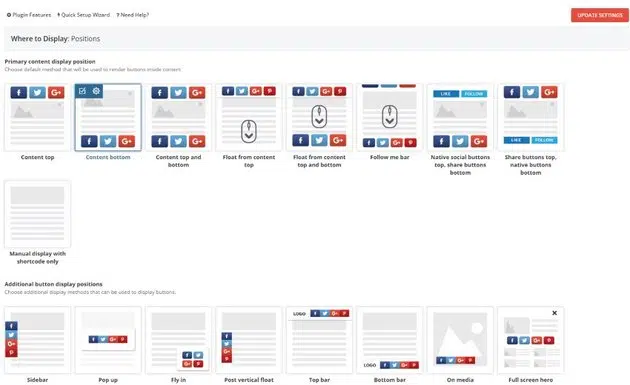 Plugin Features Quick Setup Wizard ? Need Help?
UPDATE SETTINGS
Where to Display: Positions
Primary content display position
Choose default method that will be used to render buttons inside content
Content top
Content bottom
Content top and
bottom
Float from content
top
Float from content
top and bottom
Follow me bar
Native social buttons
top, share buttons
bottom
Share buttons top,
native buttons
bottom
LIKE FOLLOW
LIKE FOLLOW
Manual display with
shortcode only
Additional button display positions
Choose additional display methods that can be used to display buttons.
LOGO
LOGO
Sidebar
Pop up
Fly in
Post vertical float
Top bar
Bottom bar
On media
Full screen hero